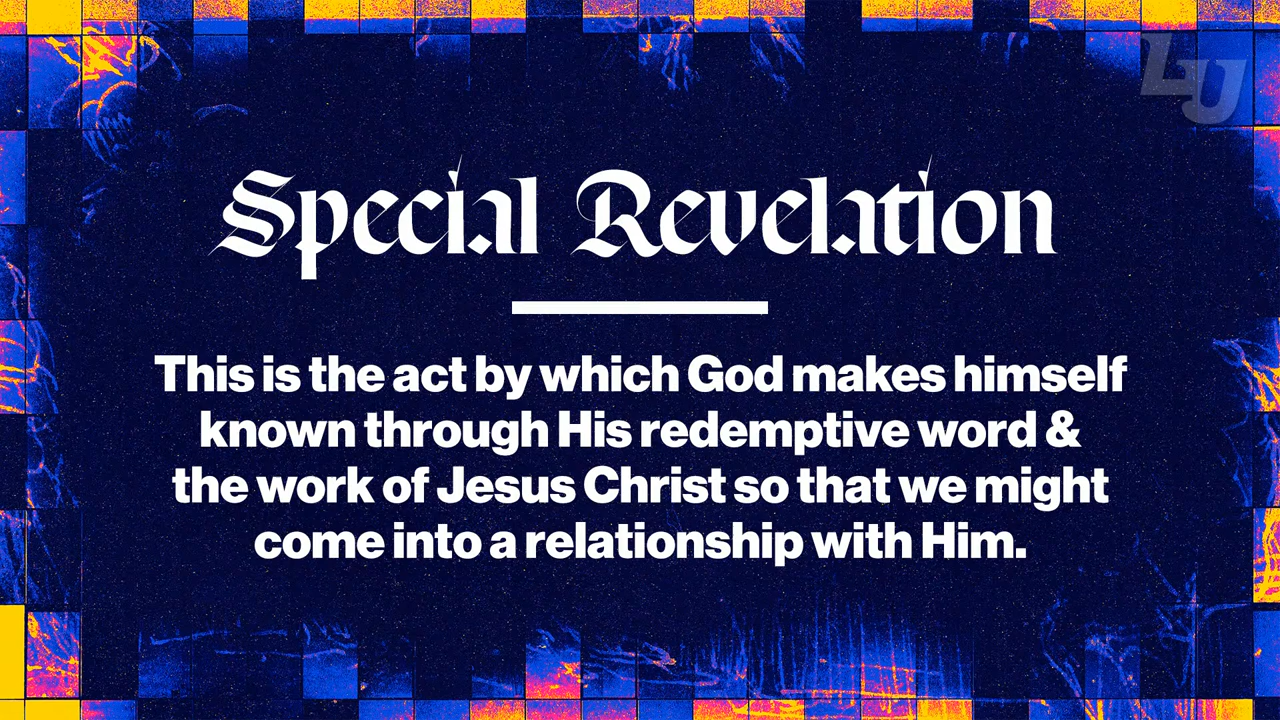 LU
Special Revelation
This is the act by which God makes himself
known through His redemptive word &
the work of Jesus Christ so that we might
come into a relationship with Him.